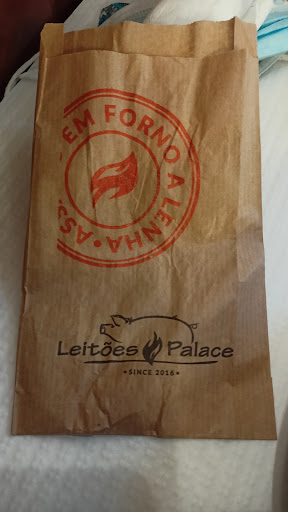 ASS EM FORNO A LENHA •
Leitões Palace
• SINCE 2016 •